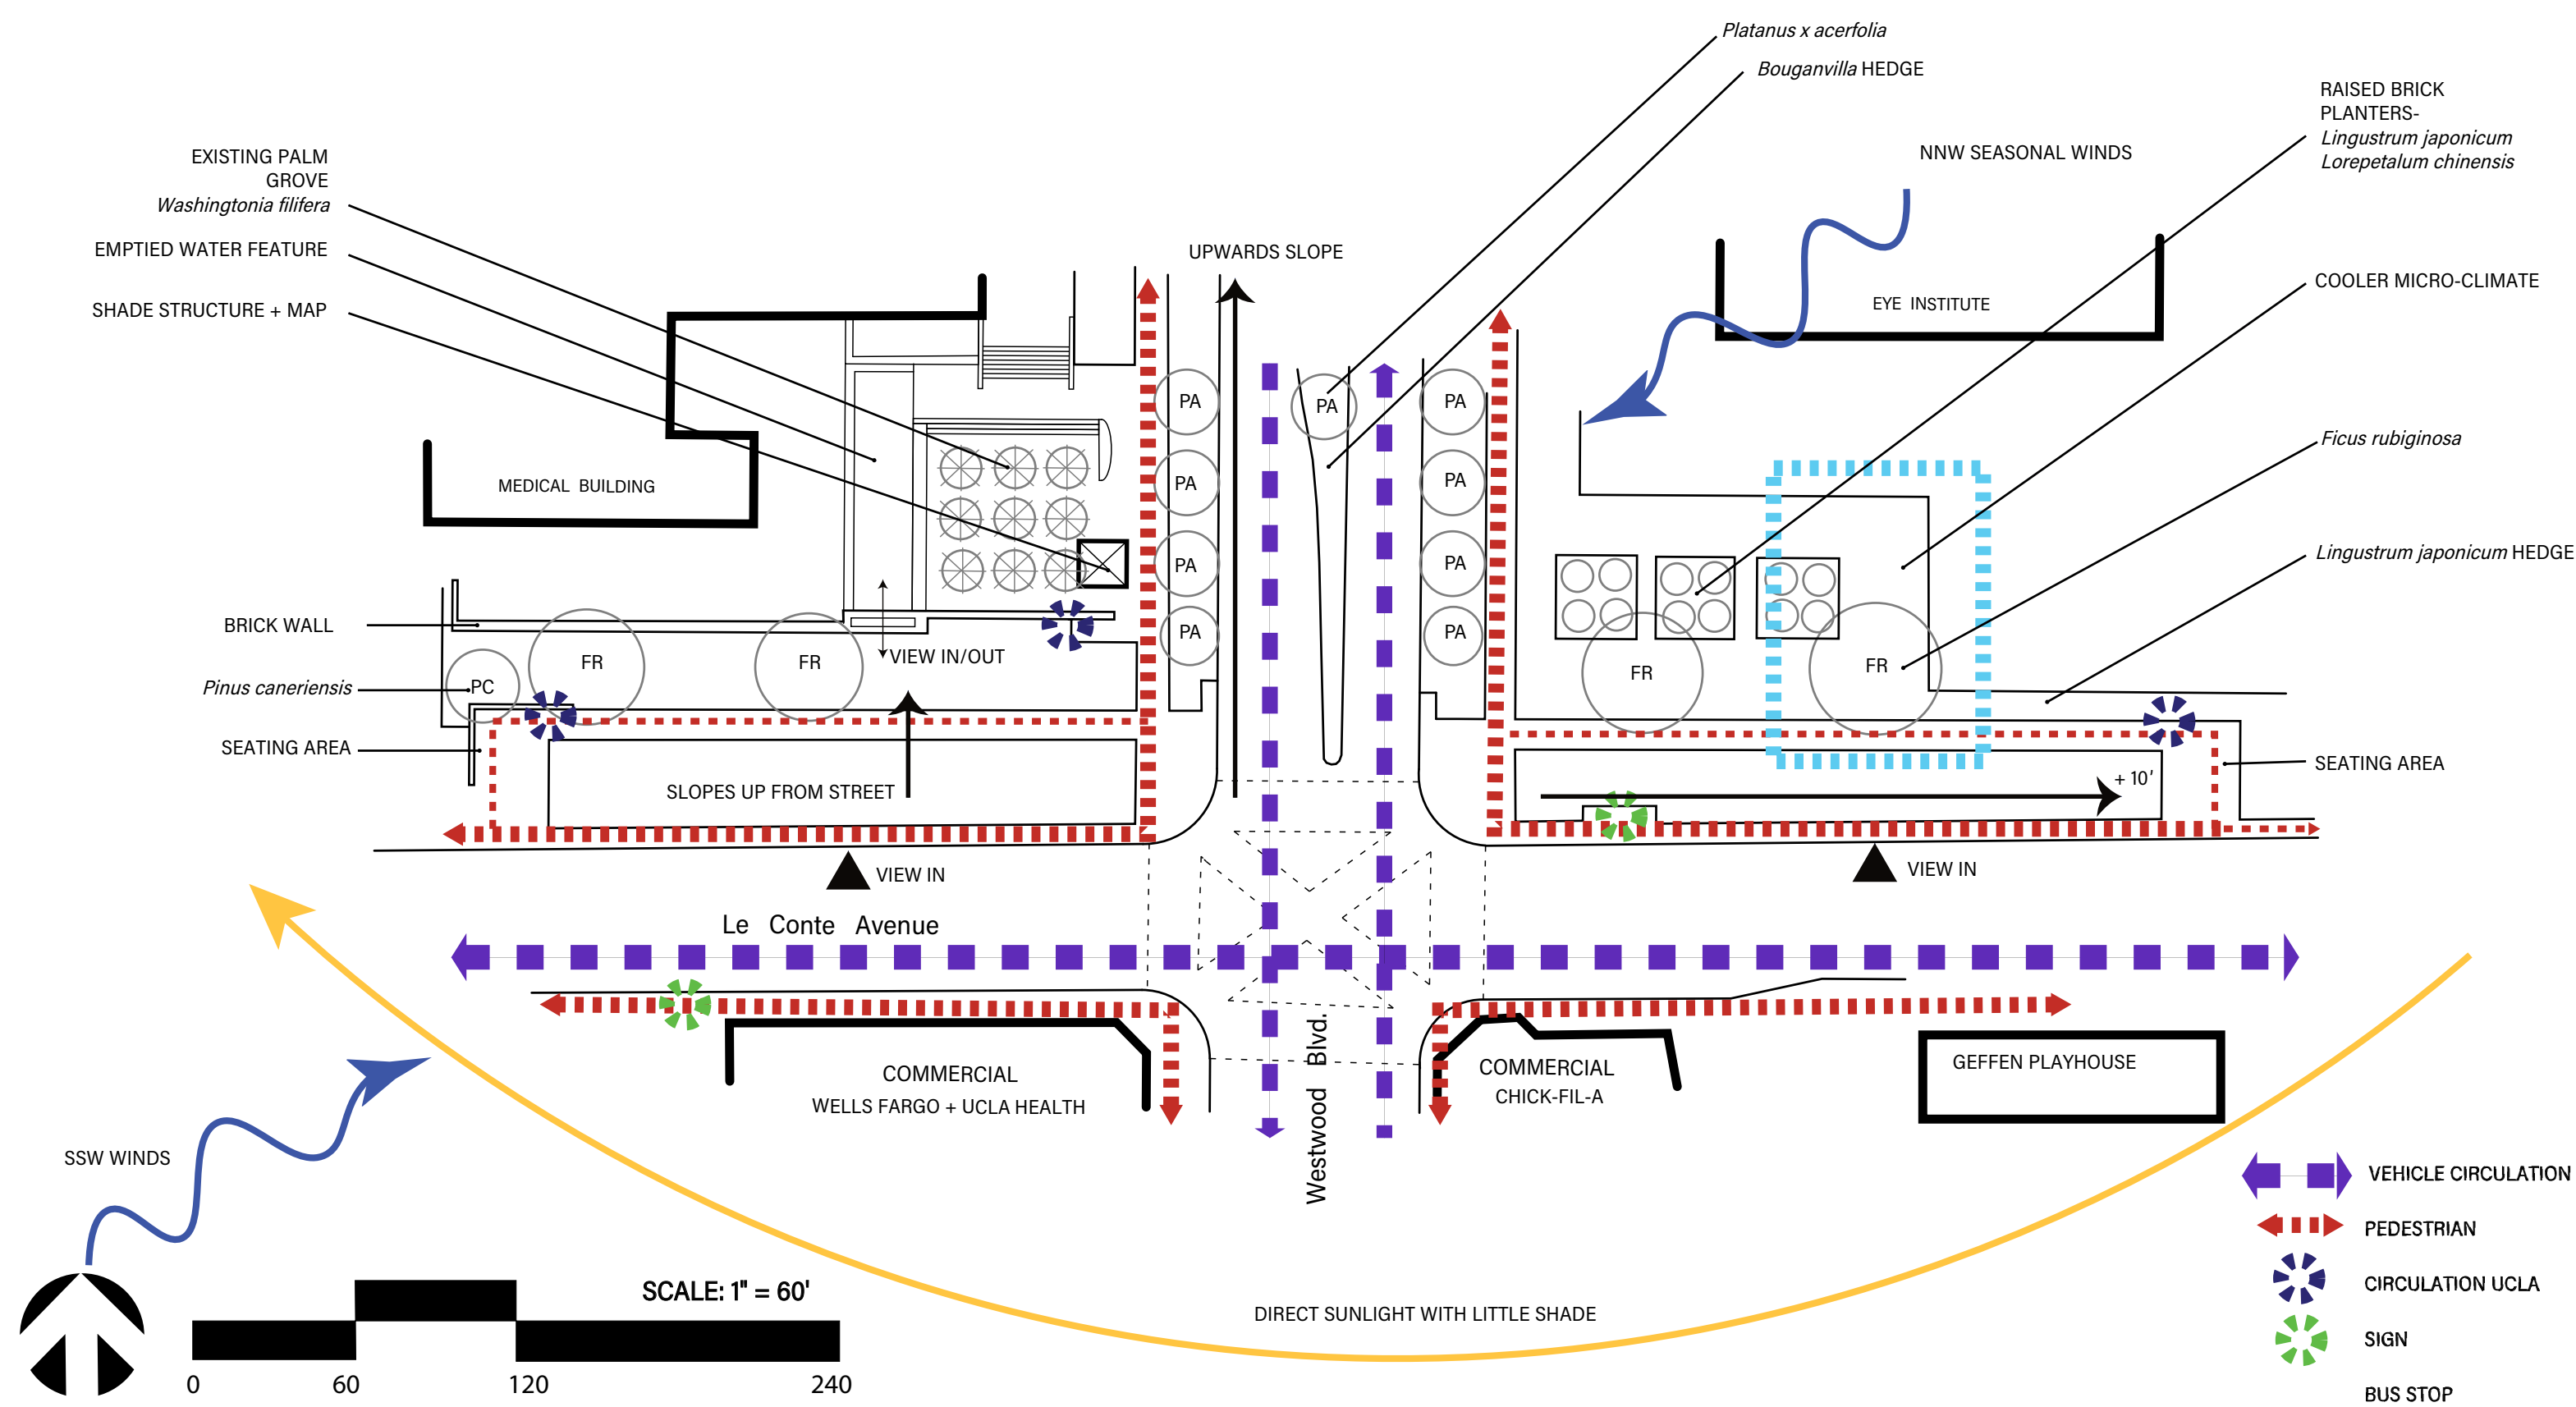 Platanus x acerfolia
Bouganvilla HEDGE
RAISED BRICK
PLANTERS-
Lingustrum japonicum
Lorepetalum chinensis
NNW SEASONAL WINDS
EXISTING PALM
GROVE
Washingtonia filifera
EMPTIED WATER FEATURE
SHADE STRUCTURE + MAP
UPWARDS SLOPE
COOLER MICRO-CLIMATE
EYE INSTITUTE
PA
PA
PA
Ficus rubiginosa
MEDICAL BUILDING
PA
PA
Lingustrum japonicum HEDGE
PA
PA
BRICK WALL
PA
PA
VIEW IN/OUT
FR
FR
FR
FR
Pinus caneriensis
PC
SEATING AREA
SEATING AREA
SLOPES UP FROM STREET
+ 10'
VIEW IN
VIEW IN
Le Conte Avenue
Westwood Blvd.
COMMERCIAL
WELLS FARGO + UCLA HEALTH
COMMERCIAL
CHICK-FIL-A
GEFFEN PLAYHOUSE
SSW WINDS
VEHICLE CIRCULATION
PEDESTRIAN
CIRCULATION UCLA
SIGN
BUS STOP
SCALE: 1" = 60'
DIRECT SUNLIGHT WITH LITTLE SHADE
0 60 120 240